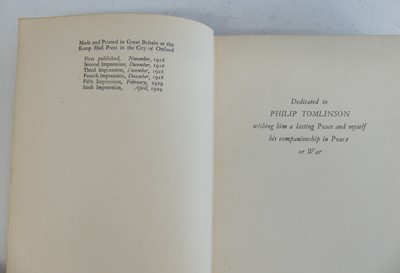 Made and Printed in Great Britain at the
Kemp Hall Press in the City of Oxford
First published, November, 1928
Second Impression, December, 1928
Third Impression, December, 1928
Fourth Impression, December, 1928
Fifth Impression, February, 1929
Sixth Impression, April, 1929
Dedicated to
PHILIP TOMLINSON
wishing him a lasting Peace and myself
his companionship in Peace
or War